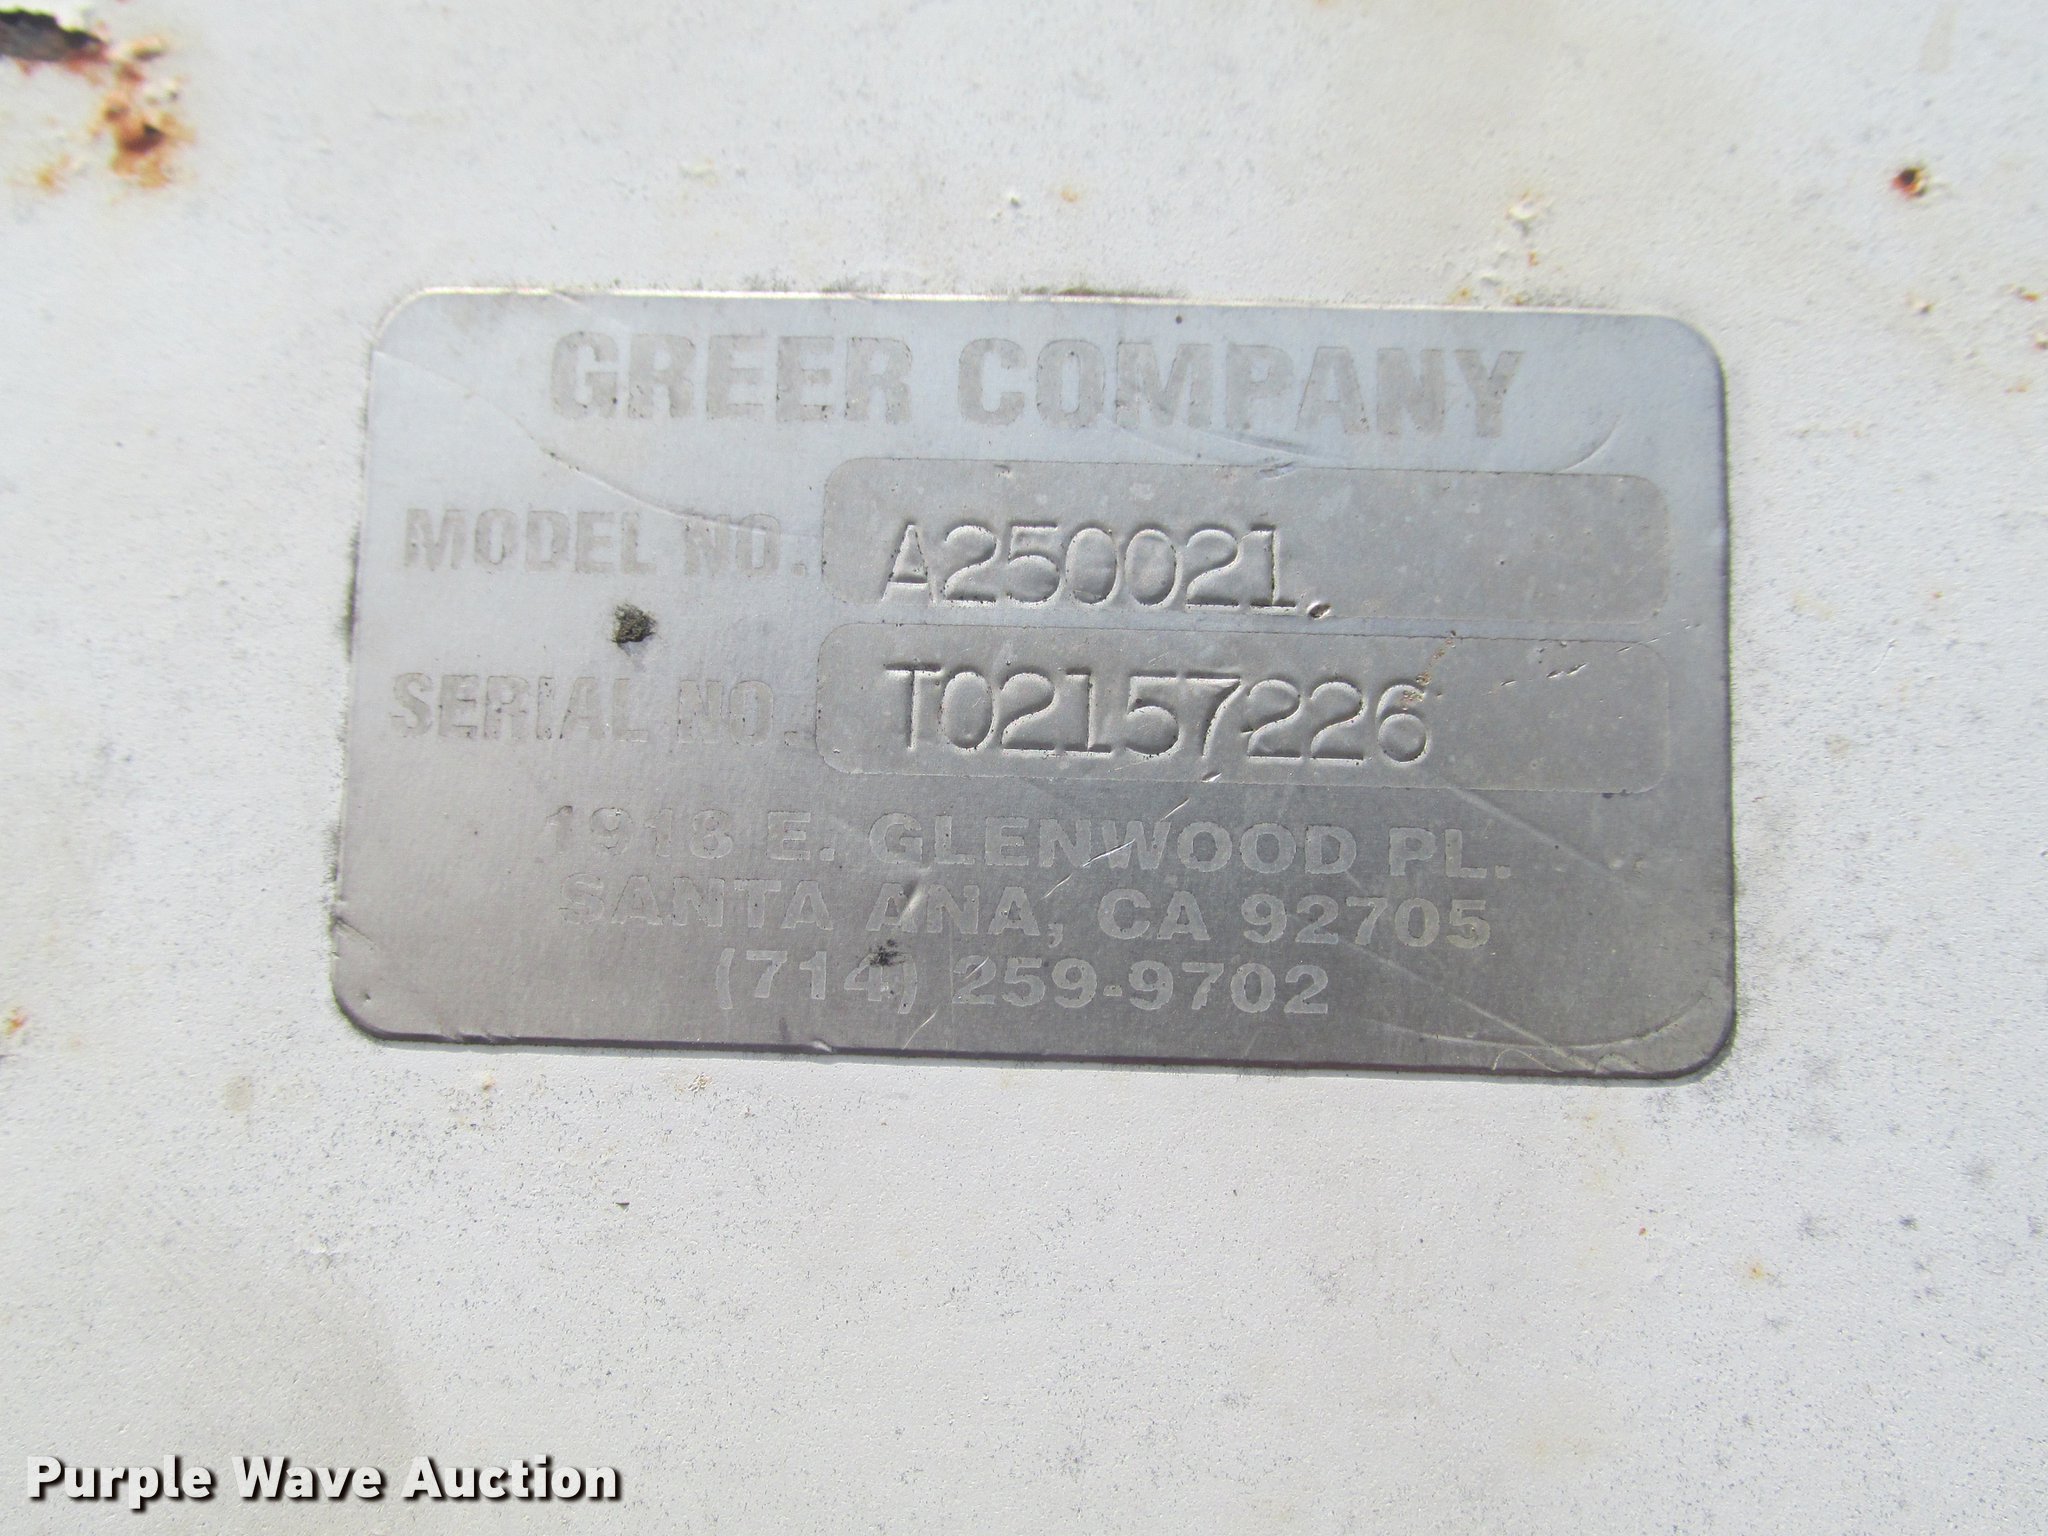 GREER COMPANY
MODEL NO. A250021.
SERIAL NO. T02157226
1918 E. GLENWOOD PL.
SANTA ANA, CA 92705
(714) 259-9702
Purple Wave Auction